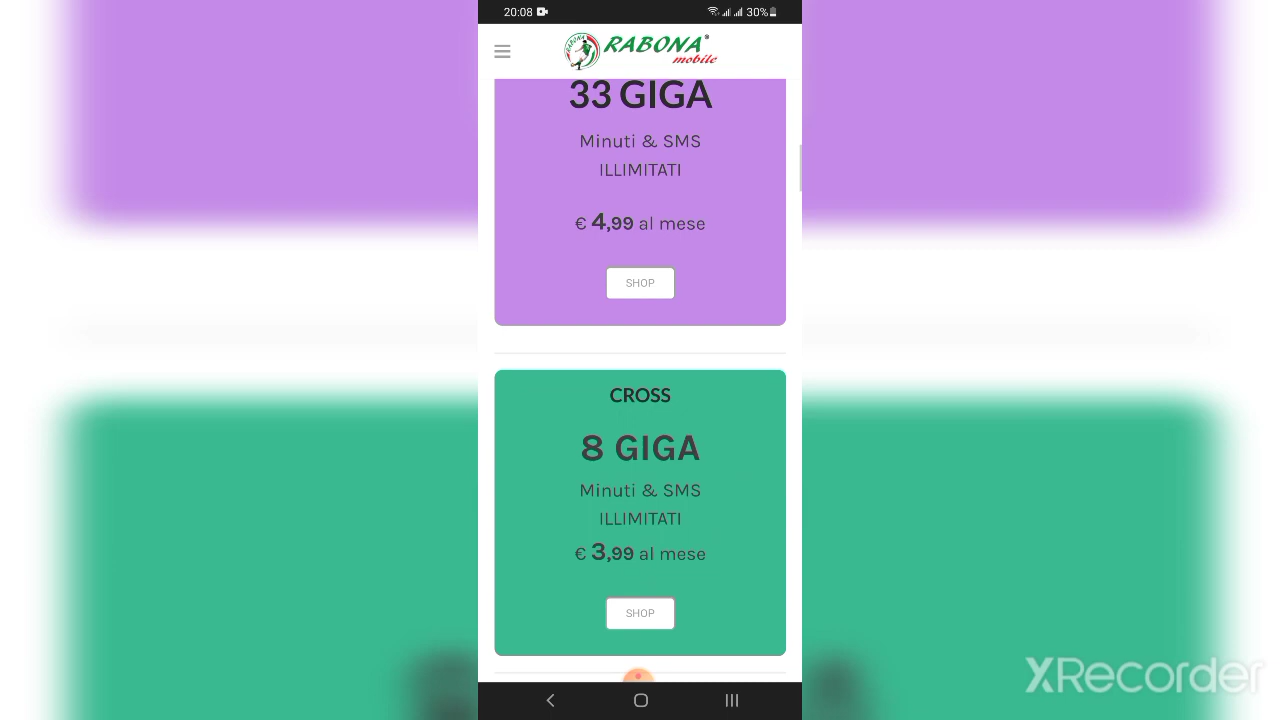 20:08
30%
RABONA®
mobile
33 GIGA
Minuti & SMS
ILLIMITATI
€ 4,99 al mese
SHOP
CROSS
8 GIGA
Minuti & SMS
ILLIMITATI
€ 3,99 al mese
SHOP
XRecorder